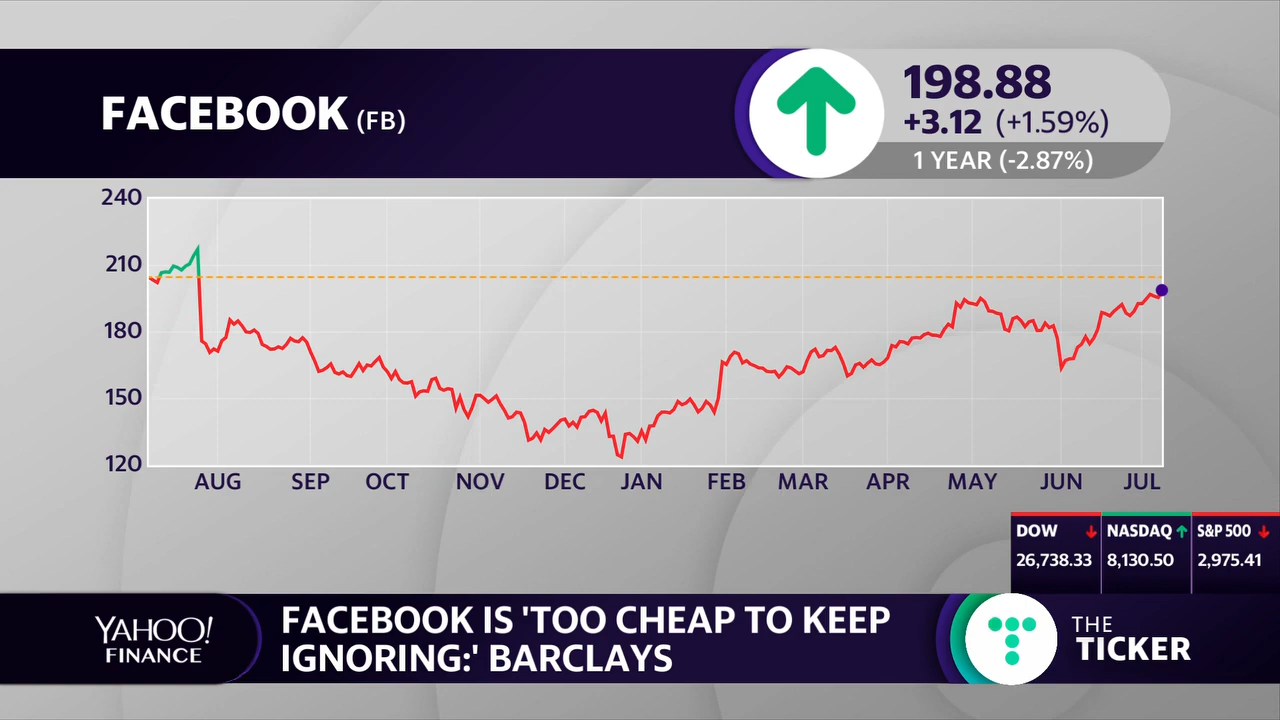 FACEBOOK (FB)
198.88
+3.12 (+1.59%)
1 YEAR (-2.87%)
240
210
180
150
120
AUG SEP OCT NOV DEC JAN FEB MAR APR MAY JUN JUL
DOW NASDAQ S&P 500
26,738.33 8,130.50 2,975.41
YAHOO!
FINANCE
FACEBOOK IS 'TOO CHEAP TO KEEP
IGNORING:' BARCLAYS
THE
TICKER